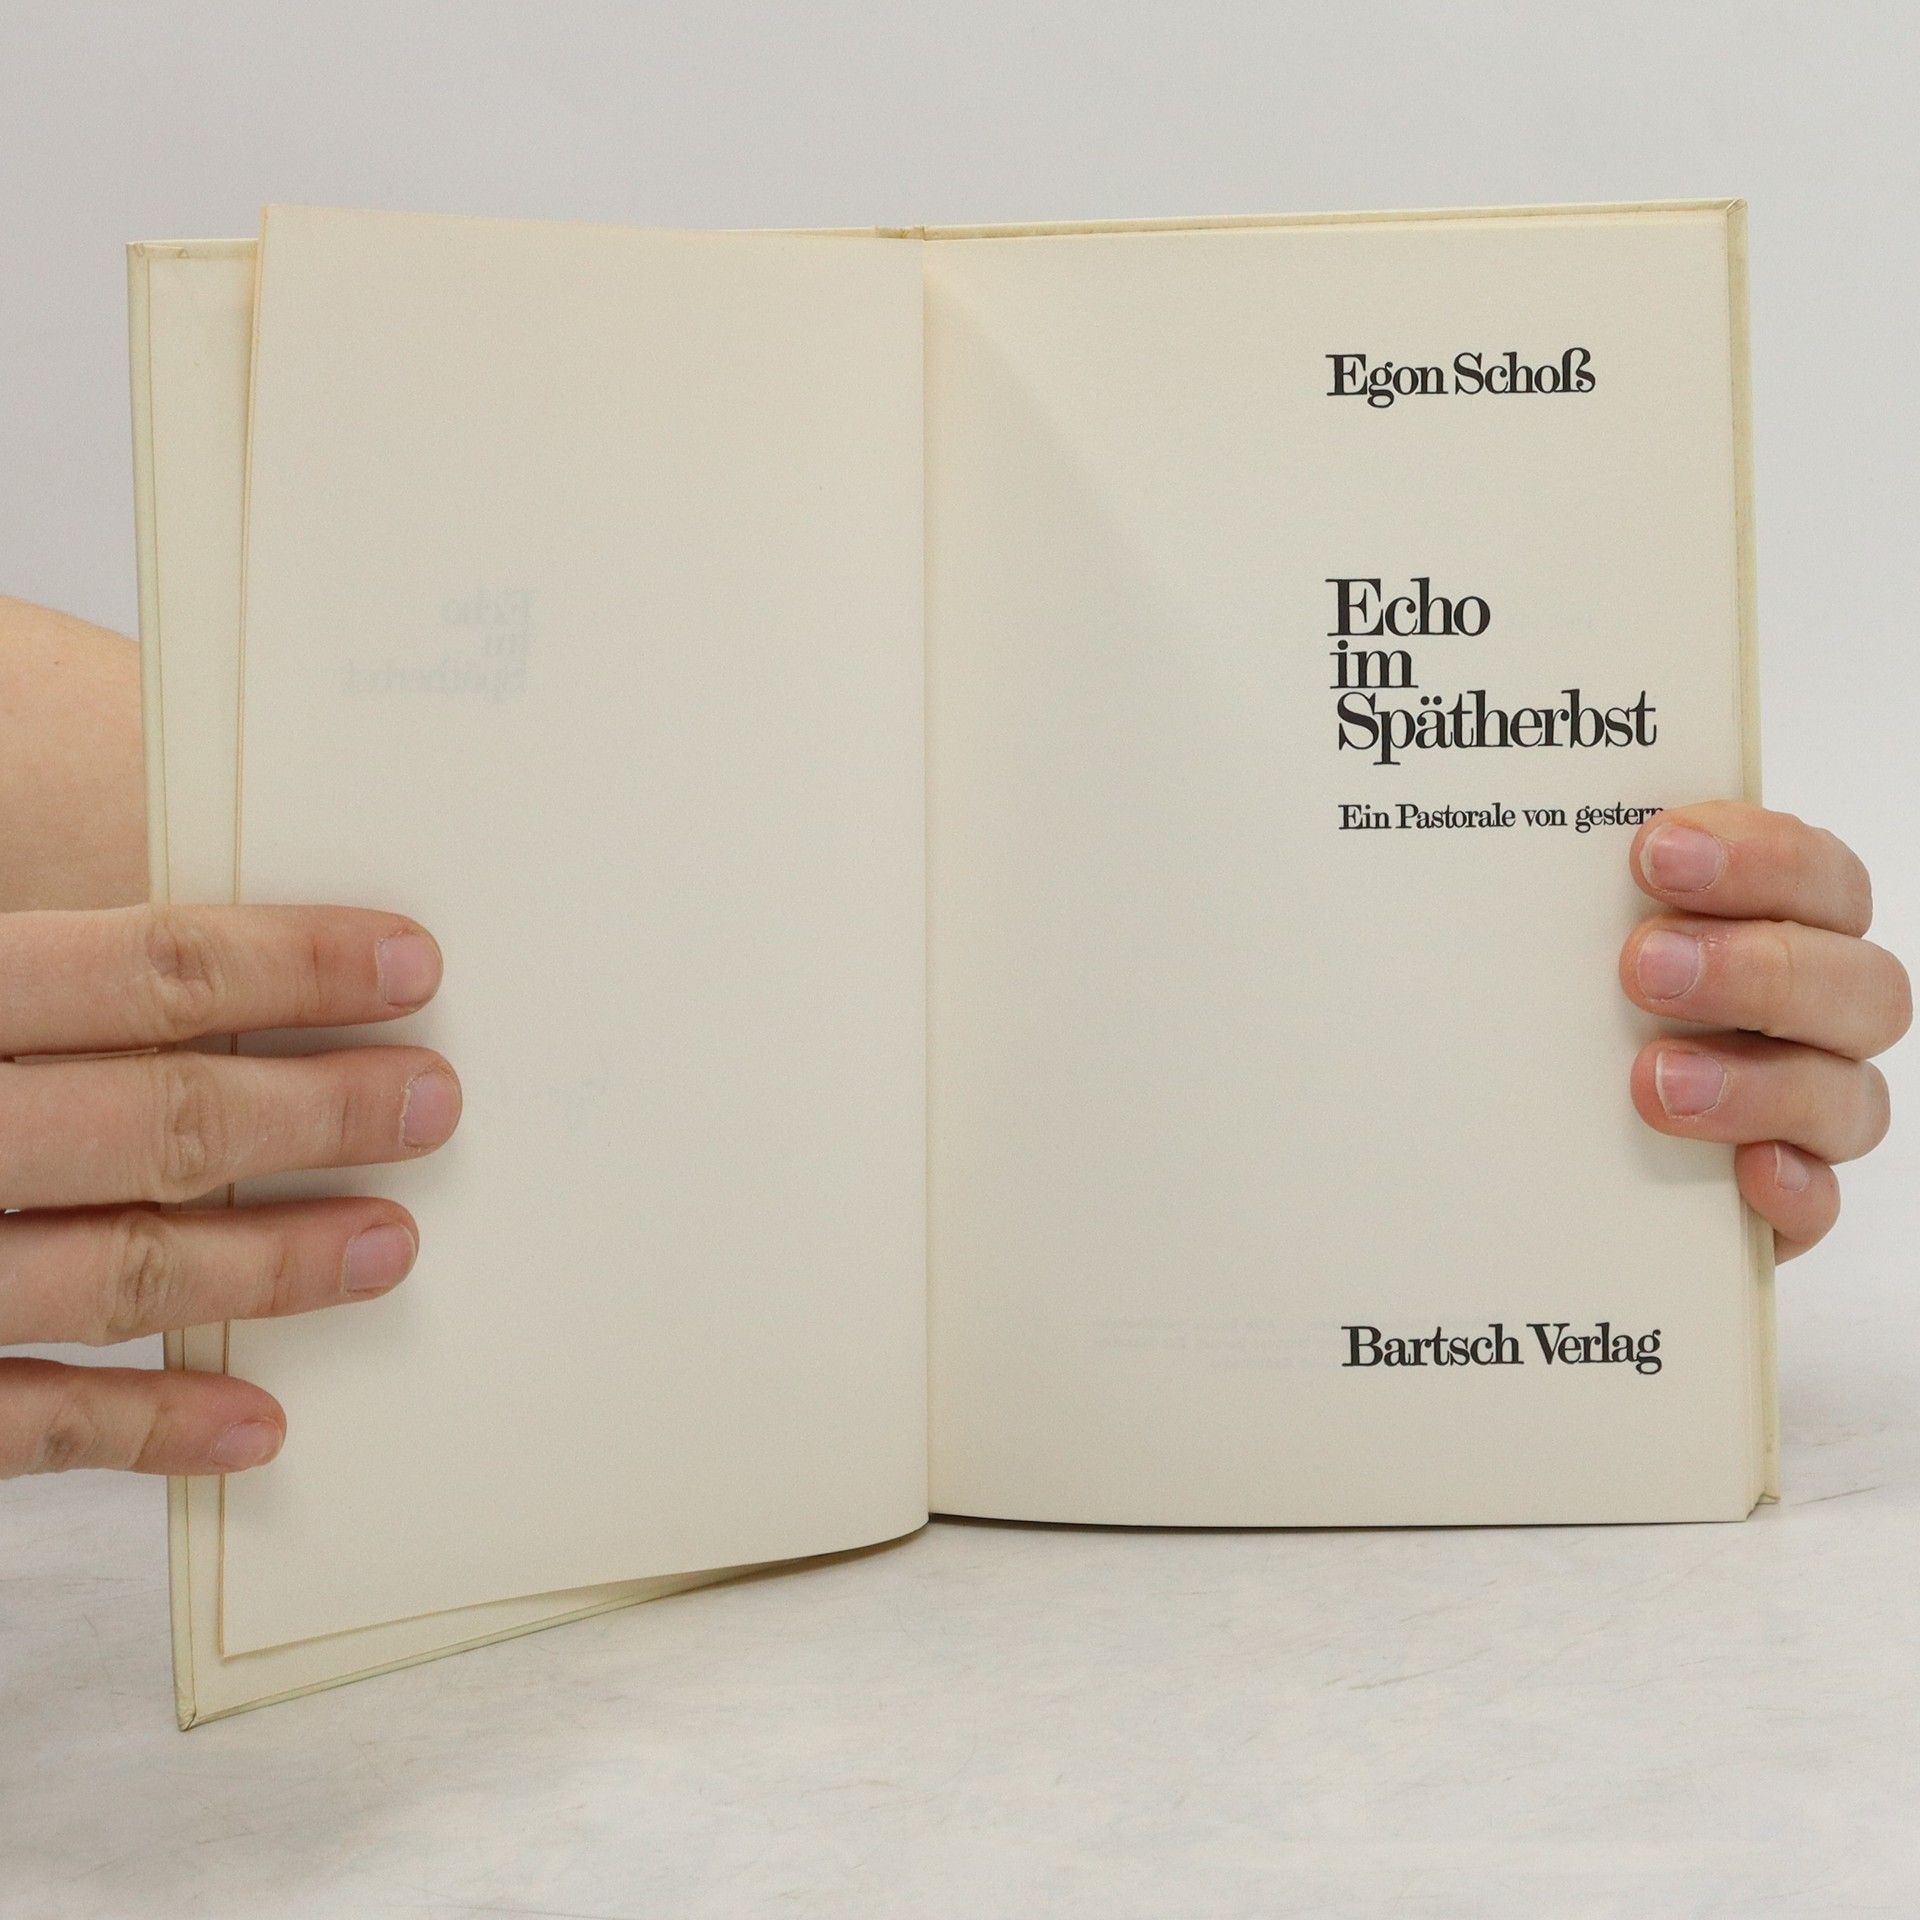 Egon Schoß
Echo
im
Spätherbst
Ein Pastorale von gestern
Bartsch Verlag